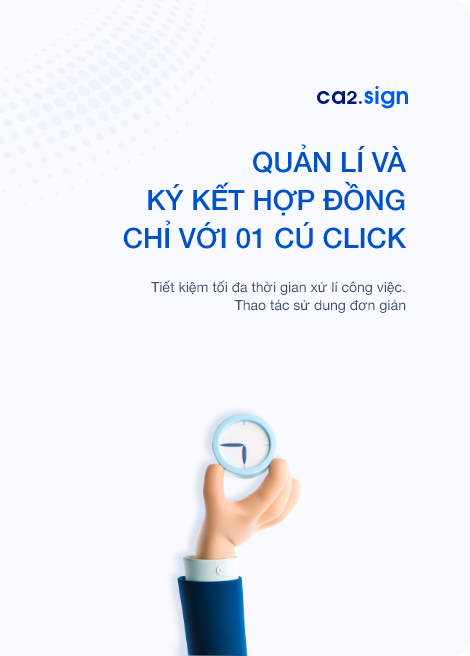 ca2.sign
QUẢN LÍ VÀ
KÝ KẾT HỢP ĐỒNG
CHỈ VỚI 01 CÚ CLICK
Tiết kiệm tối đa thời gian xử lí công việc.
Thao tác sử dung đơn giản